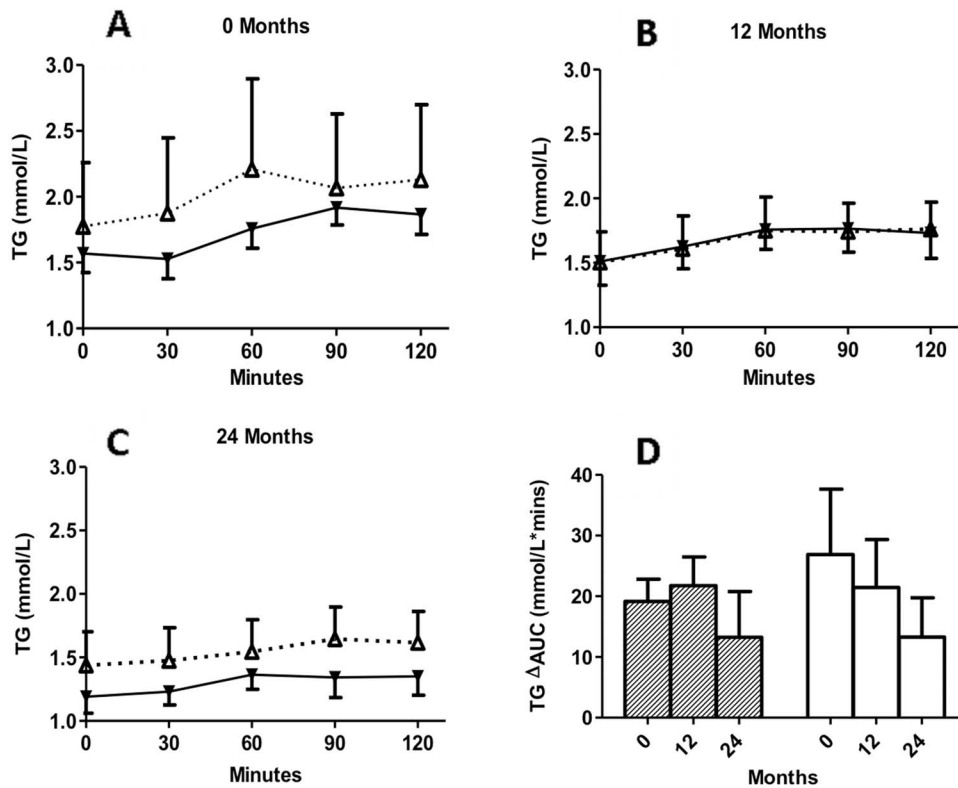 A
0 Months
TG (mmol/L)
3.0
2.5
2.0
1.5
1.0
0 30 60 90 120
Minutes
B
12 Months
TG (mmol/L)
3.0
2.5
2.0
1.5
1.0
0 30 60 90 120
Minutes
C
24 Months
TG (mmol/L)
3.0
2.5
2.0
1.5
1.0
0 30 60 90 120
Minutes
D
TG ΔAUC (mmol/L*mins)
40
30
20
10
0
0 12 24 0 12 24
Months